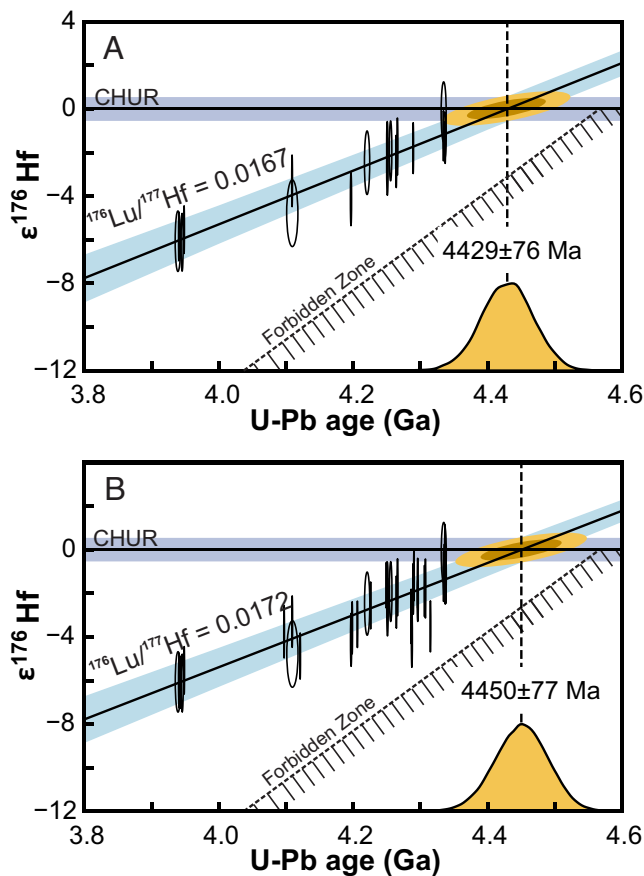 A
4
0
−4
−8
−12
ε¹⁷⁶Hf
CHUR
¹⁷⁶Lu/¹⁷⁷Hf = 0.0167
Forbidden Zone
4429±76 Ma
3.8 4.0 4.2 4.4 4.6
U-Pb age (Ga)
B
0
−4
−8
−12
ε¹⁷⁶Hf
CHUR
¹⁷⁶Lu/¹⁷⁷Hf = 0.0172
Forbidden Zone
4450±77 Ma
3.8 4.0 4.2 4.4 4.6
U-Pb age (Ga)